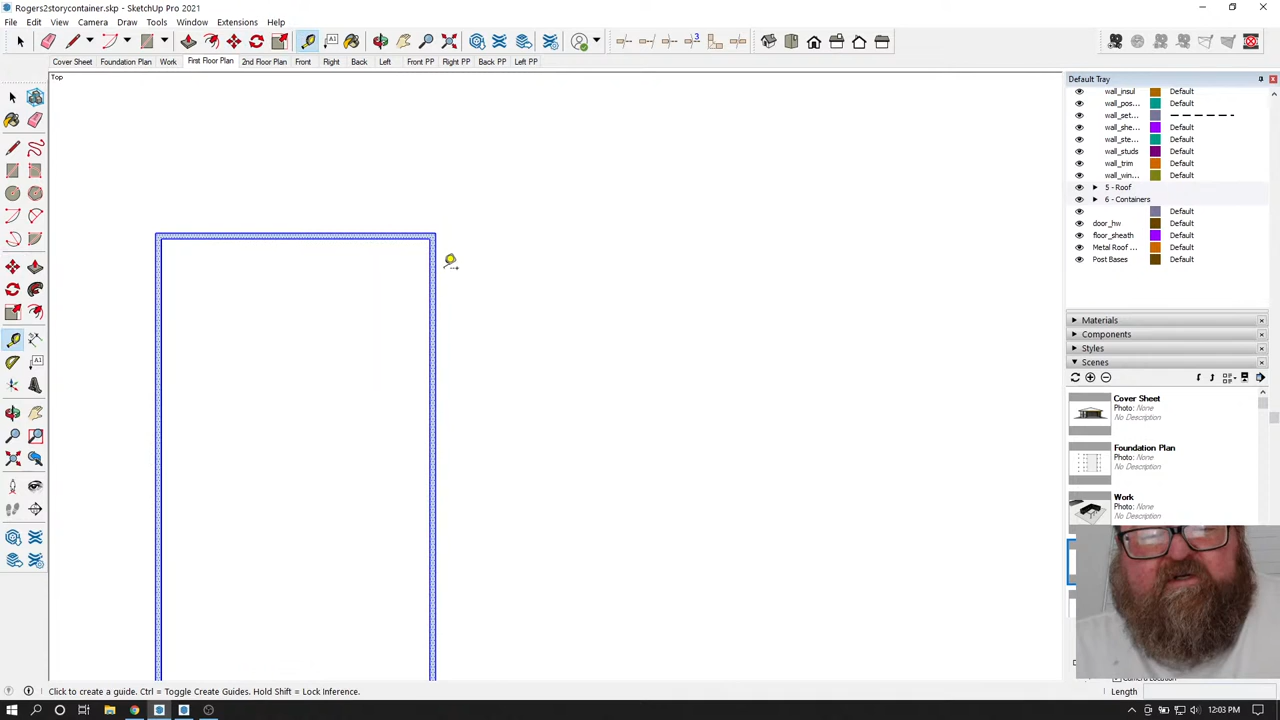 Rogers2storycontainer.skp - SketchUp Pro 2021
File Edit View Camera Draw Tools Window Extensions Help
Cover Sheet Foundation Plan Work First Floor Plan 2nd Floor Plan Front Right Back Left Front PP Right PP Back PP Left PP
Top
Default Tray
wall_insul Default
wall_pos... Default
wall_set...
wall_she... Default
wall_ste... Default
wall_studs Default
wall_trim Default
wall_win... Default
5 - Roof
6 - Containers
Default
door_hw Default
floor_sheath Default
Metal Roof ... Default
Post Bases Default
Materials
Components
Styles
Scenes
Cover Sheet
Photo: None
No Description
Foundation Plan
Photo: None
No Description
Work
Photo: None
No Description
Click to create a guide. Ctrl = Toggle Create Guides. Hold Shift = Lock Inference.
Length
12:03 PM